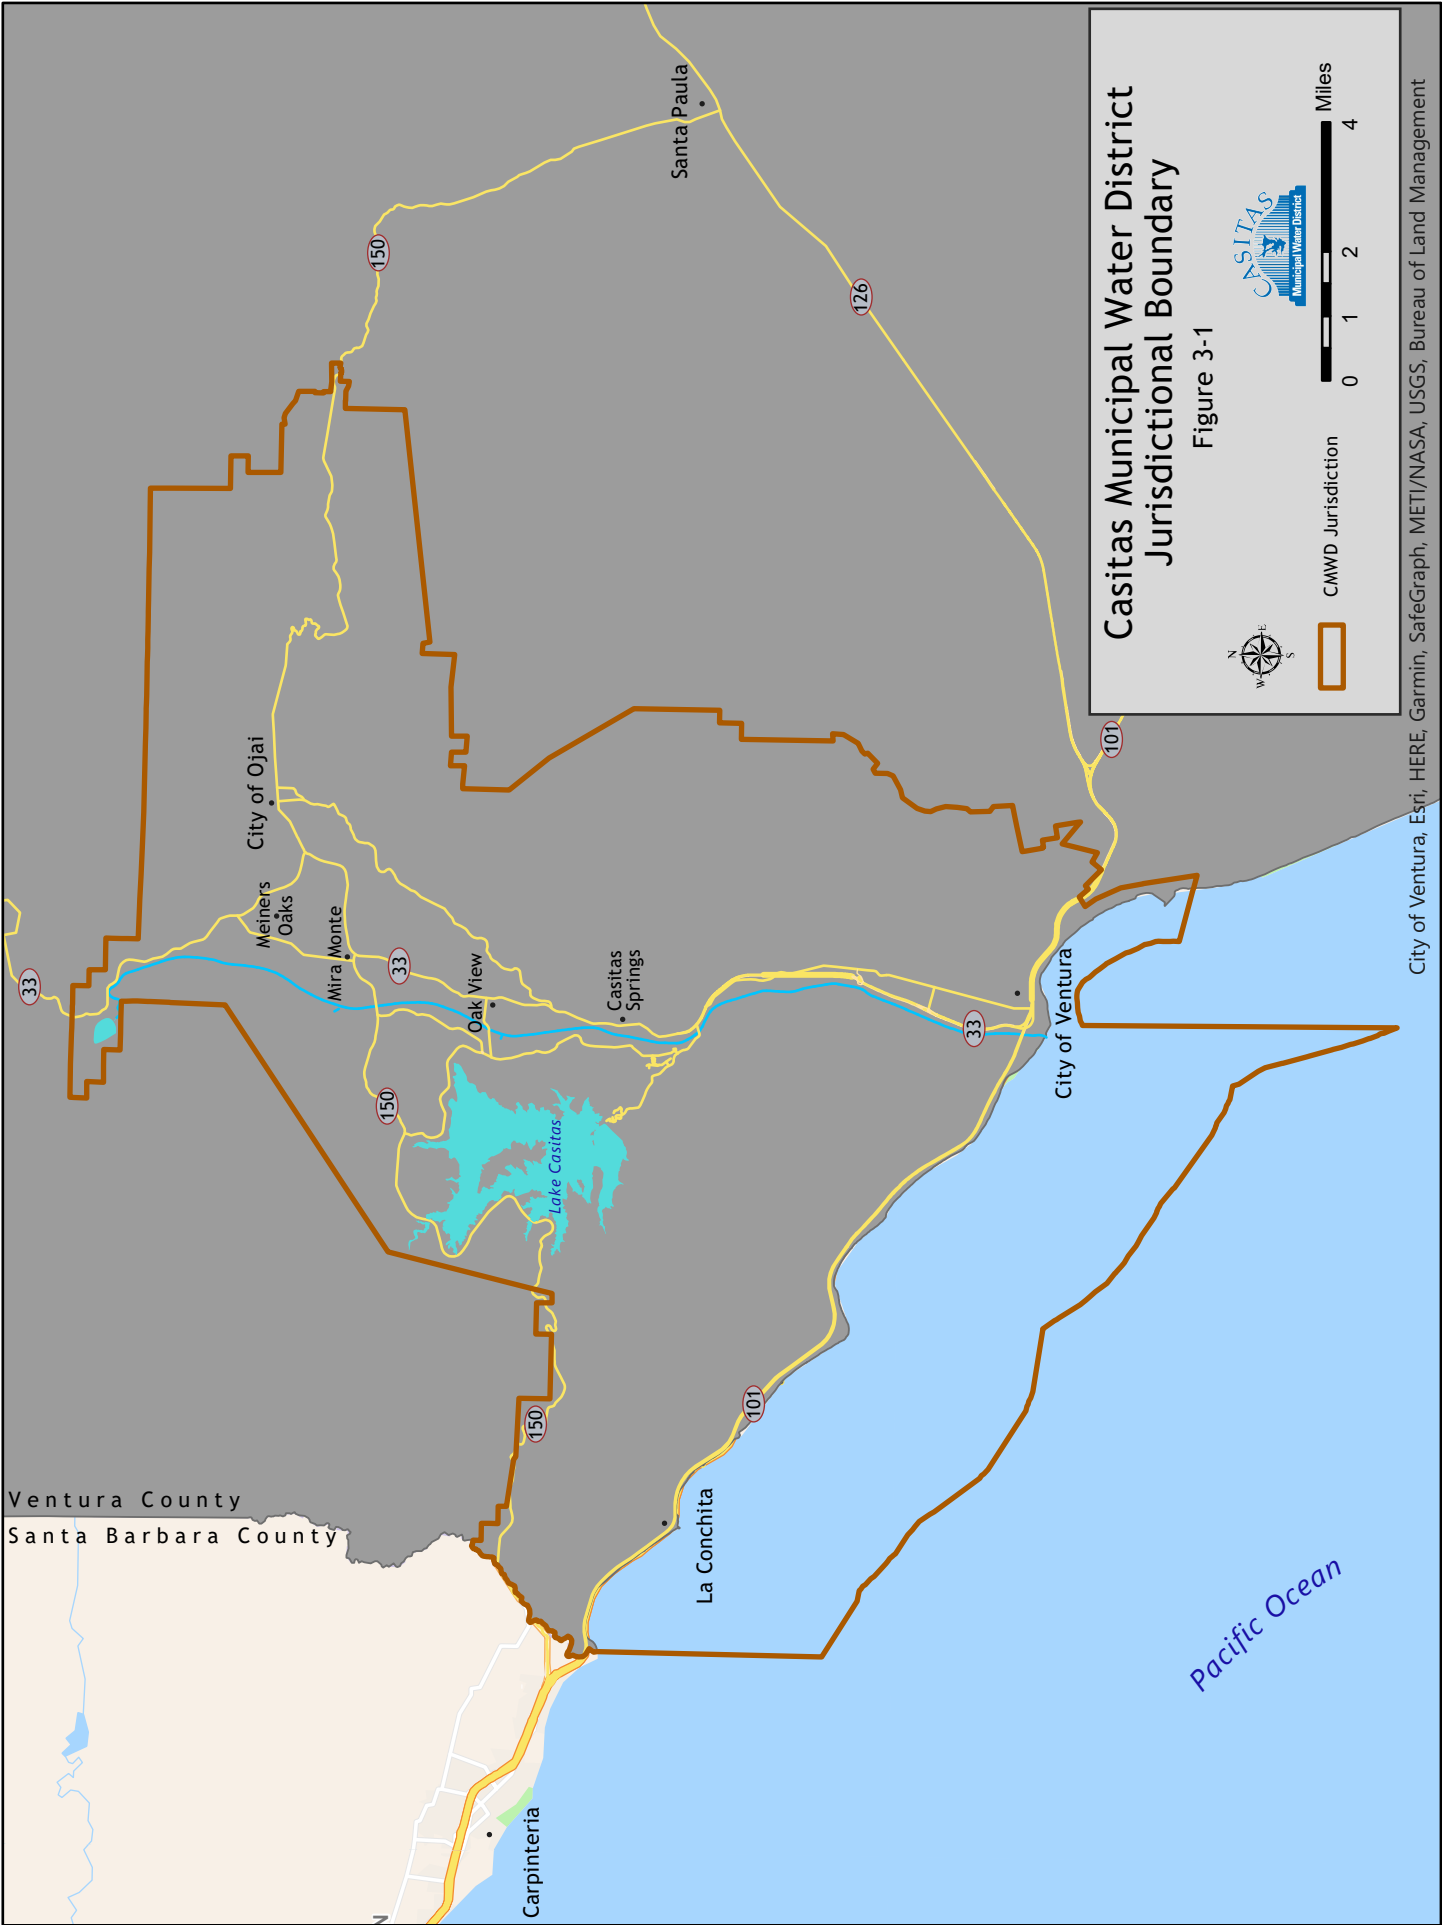 Ventura County
Santa Barbara County
33
City of Ojai
Meiners
Oaks
Mira Monte
33
Oak View
Casitas
Springs
150
150
Santa Paula
126
Lake Casitas
150
33
City of Ventura
101
101
La Conchita
Carpinteria
Pacific Ocean
Casitas Municipal Water District
Jurisdictional Boundary
Figure 3-1
N
W
E
S
CASITAS
Municipal Water District
CMWD Jurisdiction
0
1
2
4
Miles
City of Ventura, Esri, HERE, Garmin, SafeGraph, METI/NASA, USGS, Bureau of Land Management